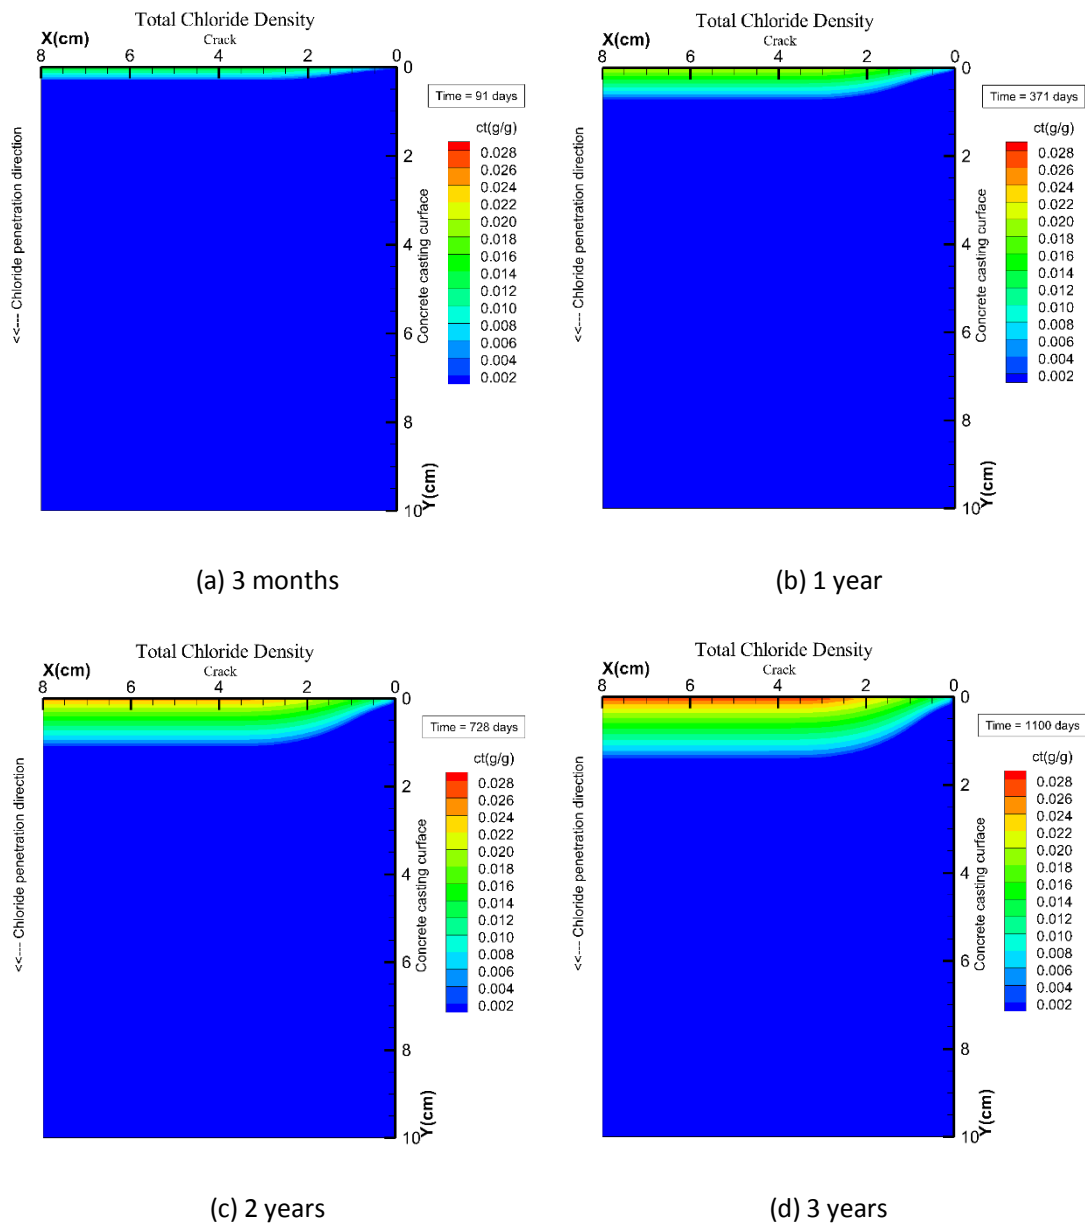 Total Chloride Density
X(cm)
Crack
8 6 4 2 0
0
Time = 91 days
ct(g/g)
0.028
0.026
0.024
0.022
0.020
0.018
0.016
0.014
0.012
0.010
0.008
0.006
0.004
0.002
<<--- Chloride penetration direction
Concrete casting curface
2
4
6
8
10
Y(cm)
(a) 3 months
Total Chloride Density
X(cm)
Crack
8 6 4 2 0
0
Time = 371 days
ct(g/g)
0.028
0.026
0.024
0.022
0.020
0.018
0.016
0.014
0.012
0.010
0.008
0.006
0.004
0.002
<<--- Chloride penetration direction
Concrete casting curface
2
4
6
8
10
Y(cm)
(b) 1 year
Total Chloride Density
X(cm)
Crack
8 6 4 2 0
0
Time = 728 days
ct(g/g)
0.028
0.026
0.024
0.022
0.020
0.018
0.016
0.014
0.012
0.010
0.008
0.006
0.004
0.002
<<--- Chloride penetration direction
Concrete casting curface
2
4
6
8
10
Y(cm)
(c) 2 years
Total Chloride Density
X(cm)
Crack
8 6 4 2 0
0
Time = 1100 days
ct(g/g)
0.028
0.026
0.024
0.022
0.020
0.018
0.016
0.014
0.012
0.010
0.008
0.006
0.004
0.002
<<--- Chloride penetration direction
Concrete casting curface
2
4
6
8
10
Y(cm)
(d) 3 years